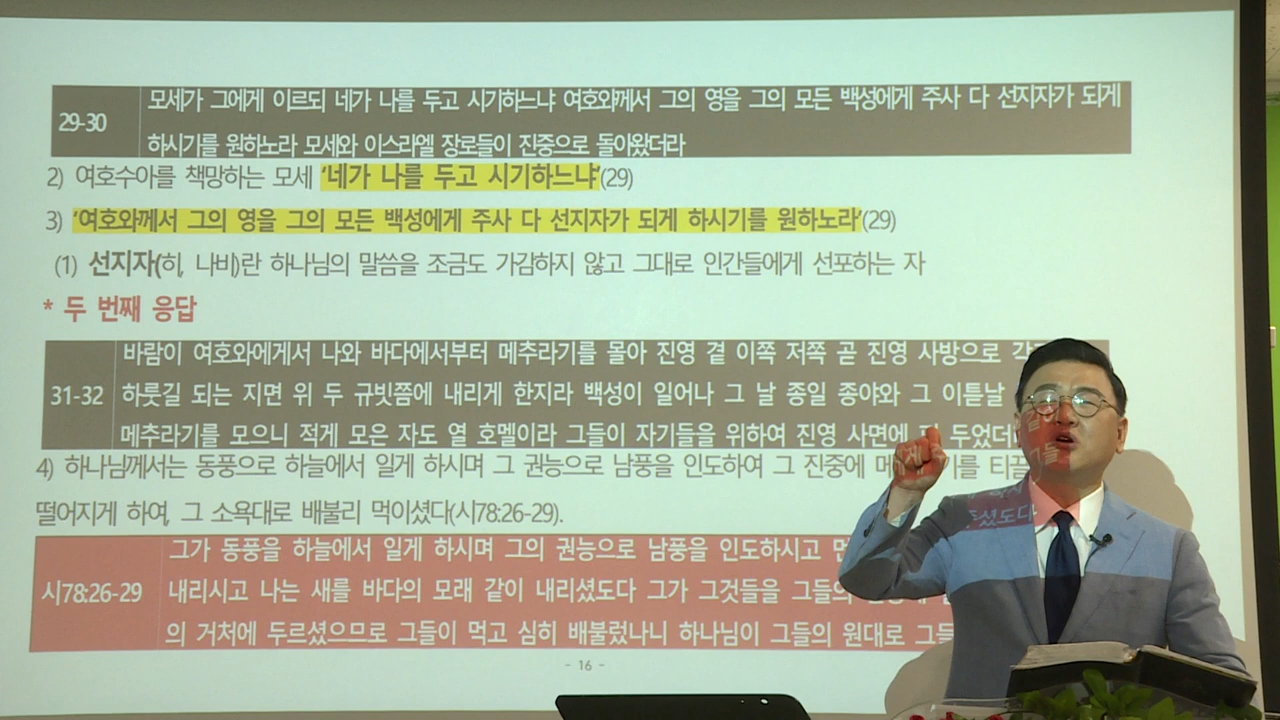 29-30
모세가 그에게 이르되 네가 나를 두고 시기하느냐 여호와께서 그의 영을 그의 모든 백성에게 주사 다 선지자가 되게
하시기를 원하노라 모세와 이스라엘 장로들이 진중으로 돌아왔더라
2) 여호수아를 책망하는 모세 ‘네가 나를 두고 시기하느냐’(29)
3) ‘여호와께서 그의 영을 그의 모든 백성에게 주사 다 선지자가 되게 하시기를 원하노라’(29)
(1) 선지자(히, 나비)란 하나님의 말씀을 조금도 가감하지 않고 그대로 인간들에게 선포하는 자
* 두 번째 응답
31-32
바람이 여호와에게서 나와 바다에서부터 메추라기를 몰아 진영 곁 이쪽 저쪽 곧 진영 사방으로
하룻길 되는 지면 위 두 규빗쯤에 내리게 한지라 백성이 일어나 그 날 종일 종야와 그 이튿날
메추라기를 모으니 적게 모은 자도 열 호멜이라 그들이 자기들을 위하여 진영 사면에
4) 하나님께서는 동풍으로 하늘에서 일게 하시며 그 권능으로 남풍을 인도하여 그 진중에 티끌
떨어지게 하여, 그 소욕대로 배불리 먹이셨다(시78:26-29).
시78:26-29
그가 동풍을 하늘에서 일게 하시며 그의 권능으로 남풍을 인도하시고
내리시고 나는 새를 바다의 모래 같이 내리셨도다 그가 그것들을 그들의
의 거처에 두르셨으므로 그들이 먹고 심히 배불렀나니 하나님이 그들의 원대로
- 16 -